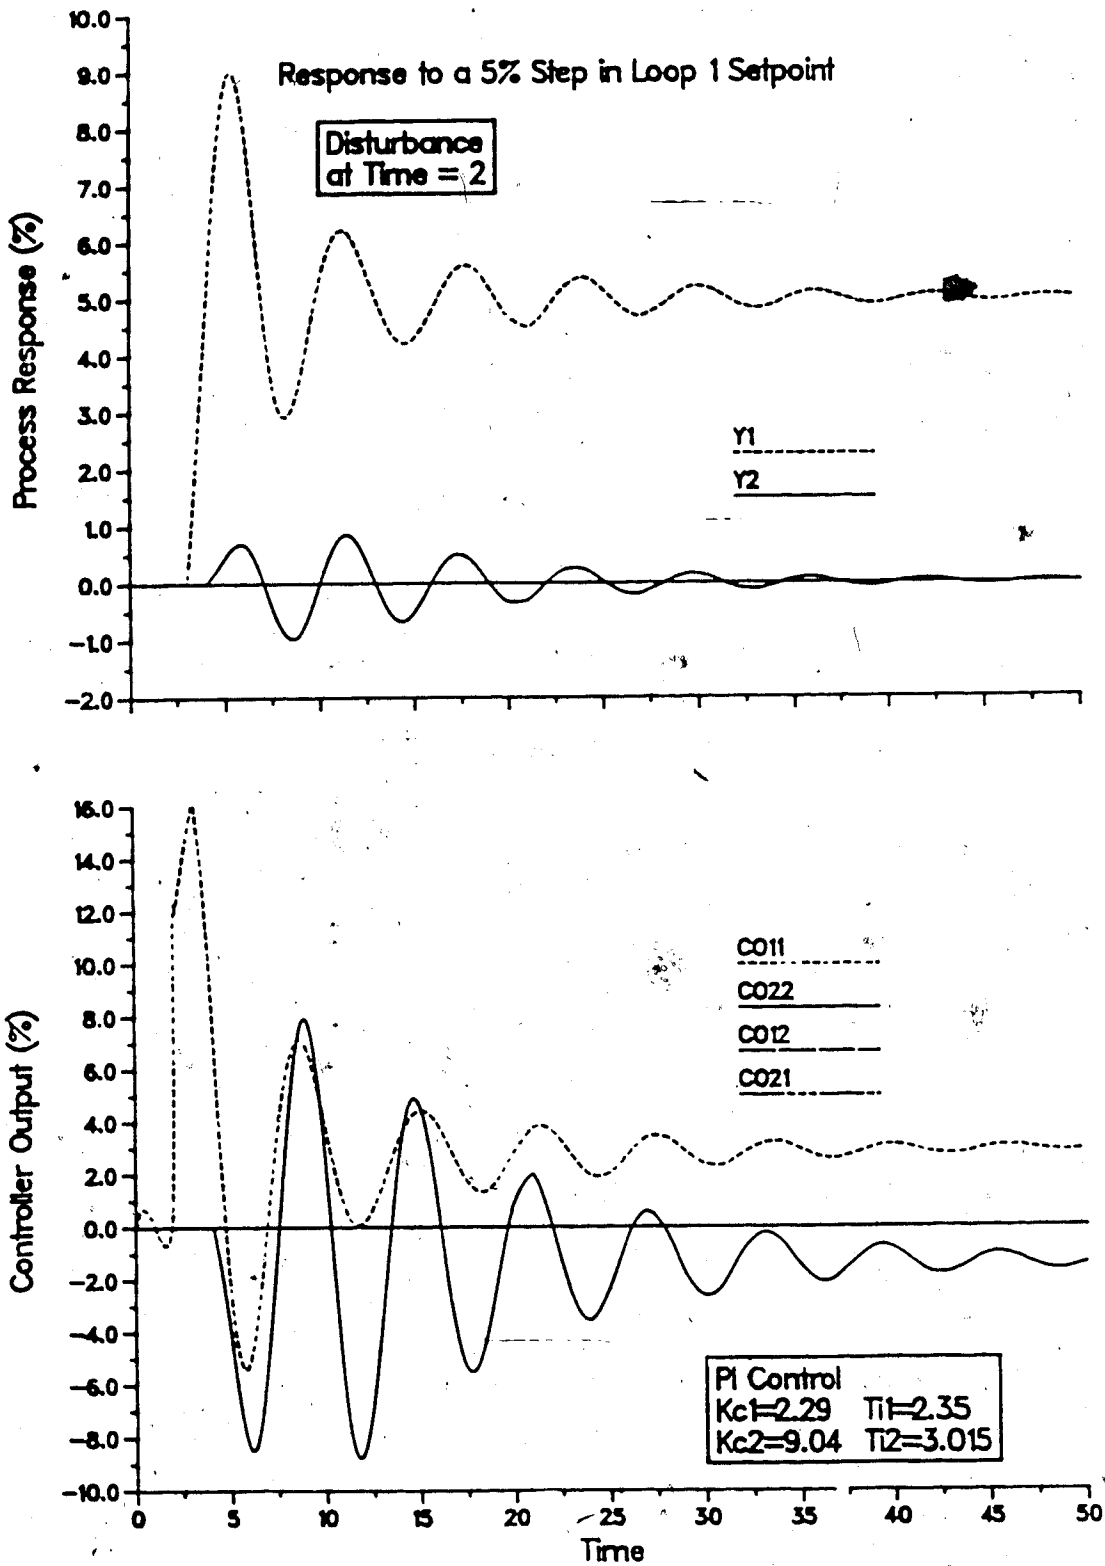 10.0
Response to a 5% Step in Loop 1 Setpoint
9.0
Disturbance
at Time = 2
8.0
7.0
6.0
5.0
4.0
3.0
2.0
1.0
0.0
-1.0
-2.0
Process Response (%)
Y1
Y2
16.0
14.0
12.0
10.0
8.0
6.0
4.0
2.0
0.0
-2.0
-4.0
-6.0
-8.0
-10.0
Controller Output (%)
CO11
CO22
CO12
CO21
PI Control
Kc1=2.29 Ti1=2.35
Kc2=9.04 Ti2=3.015
0 5 10 15 20 25 30 35 40 45 50
Time